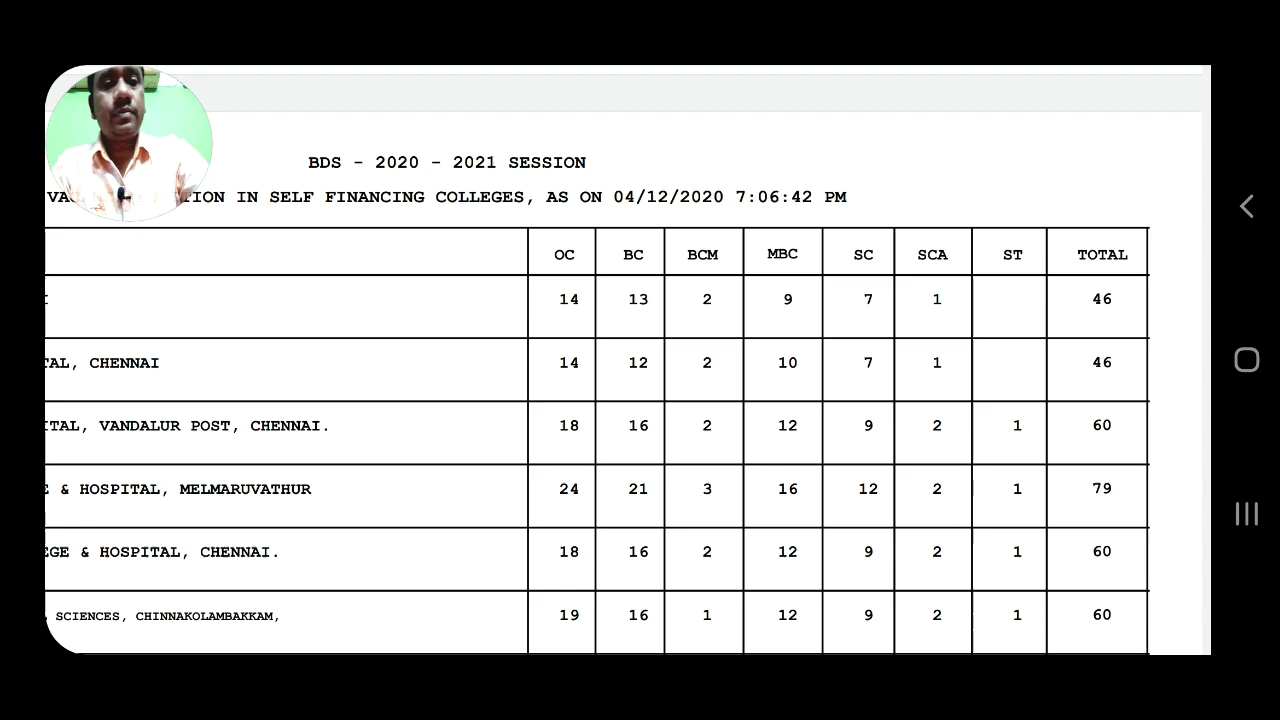 BDS - 2020 - 2021 SESSION
IN SELF FINANCING COLLEGES, AS ON 04/12/2020 7:06:42 PM
OC BC BCM MBC SC SCA ST TOTAL
14 13 2 9 7 1 46
TAL, CHENNAI 14 12 2 10 7 1 46
ITAL, VANDALUR POST, CHENNAI. 18 16 2 12 9 2 1 60
E & HOSPITAL, MELMARUVATHUR 24 21 3 16 12 2 1 79
EGE & HOSPITAL, CHENNAI. 18 16 2 12 9 2 1 60
SCIENCES, CHINNAKOLAMBAKKAM, 19 16 1 12 9 2 1 60